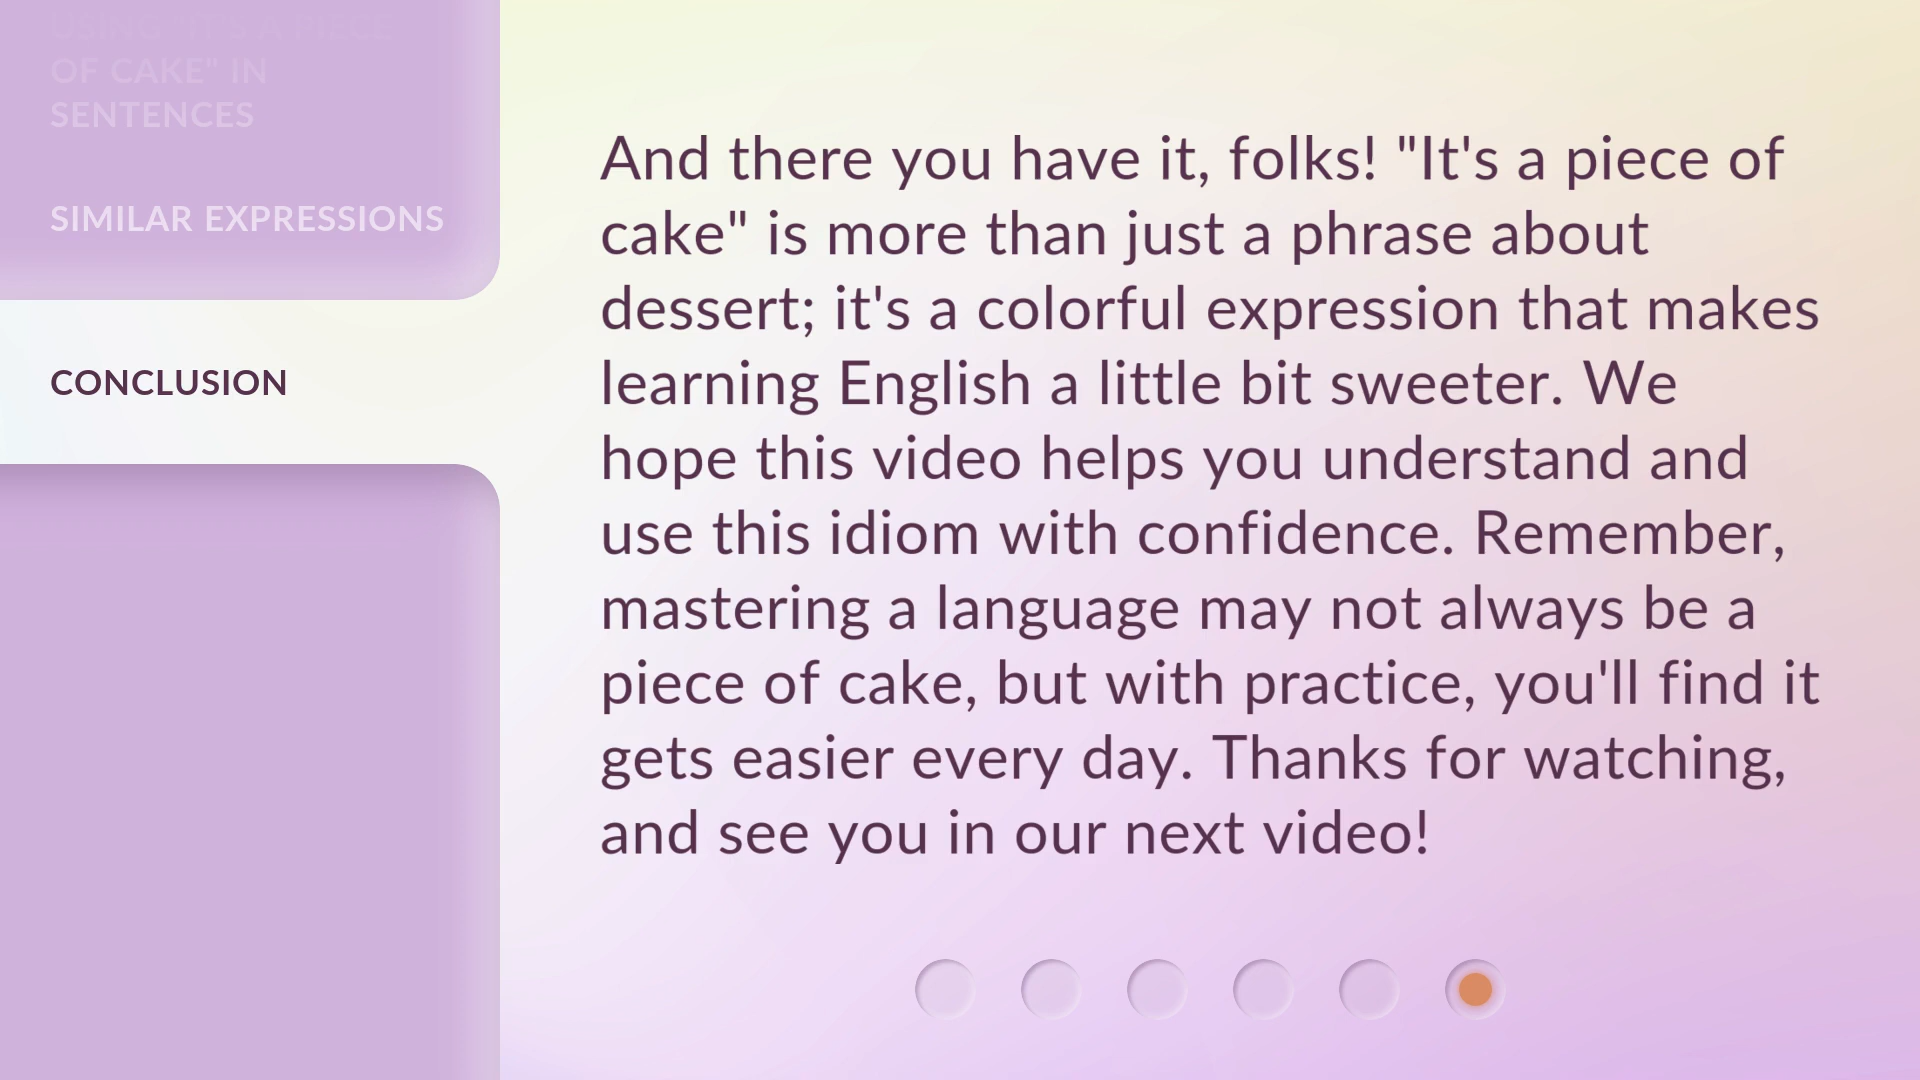 USING "IT'S A PIECE
OF CAKE" IN
SENTENCES
SIMILAR EXPRESSIONS
CONCLUSION
And there you have it, folks! "It's a piece of
cake" is more than just a phrase about
dessert; it's a colorful expression that makes
learning English a little bit sweeter. We
hope this video helps you understand and
use this idiom with confidence. Remember,
mastering a language may not always be a
piece of cake, but with practice, you'll find it
gets easier every day. Thanks for watching,
and see you in our next video!